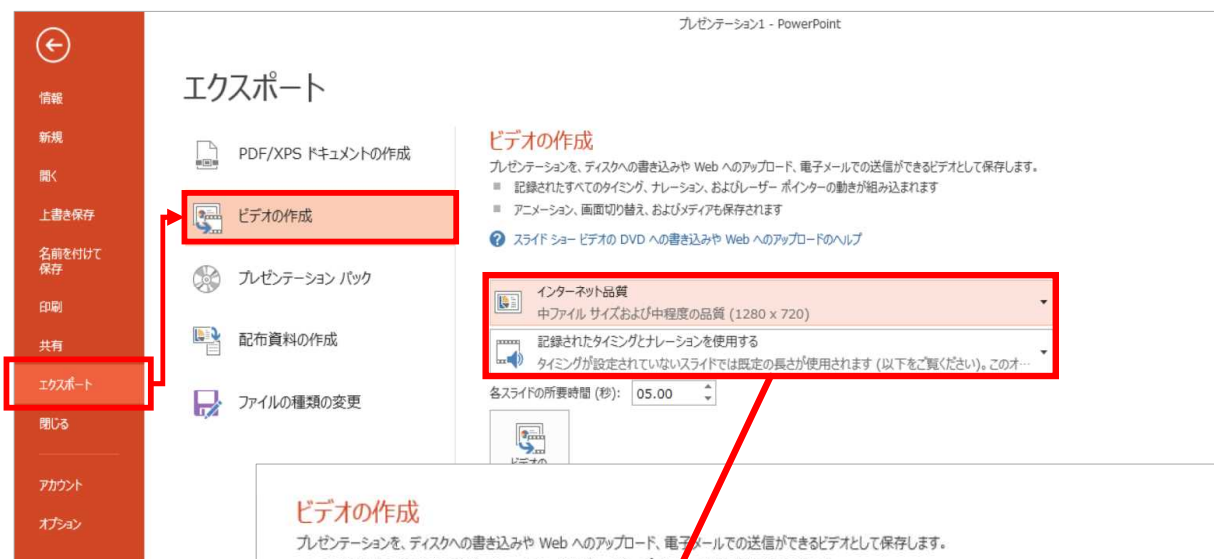 プレゼンテーション1 - PowerPoint
情報
新規
開く
上書き保存
名前を付けて
保存
印刷
共有
エクスポート
閉じる
アカウント
オプション
エクスポート
PDF/XPS ドキュメントの作成
ビデオの作成
プレゼンテーション パック
配布資料の作成
ファイルの種類の変更
ビデオの作成
プレゼンテーションを、ディスクへの書き込みや Web へのアップロード、電子メールでの送信ができるビデオとして保存します。
記録されたすべてのタイミング、ナレーション、およびレーザー ポインターの動きが組み込まれます
アニメーション、画面切り替え、およびメディアも保存されます
スライド ショー ビデオの DVD への書き込みや Web へのアップロードのヘルプ
インターネット品質
中ファイル サイズおよび中程度の品質 (1280 x 720)
記録されたタイミングとナレーションを使用する
タイミングが設定されていないスライドでは既定の長さが使用されます (以下をご覧ください)。このオ…
各スライドの所要時間 (秒): 05.00
ビデオの
ビデオの作成
プレゼンテーションを、ディスクへの書き込みや Web へのアップロード、電子メールでの送信ができるビデオとして保存します。